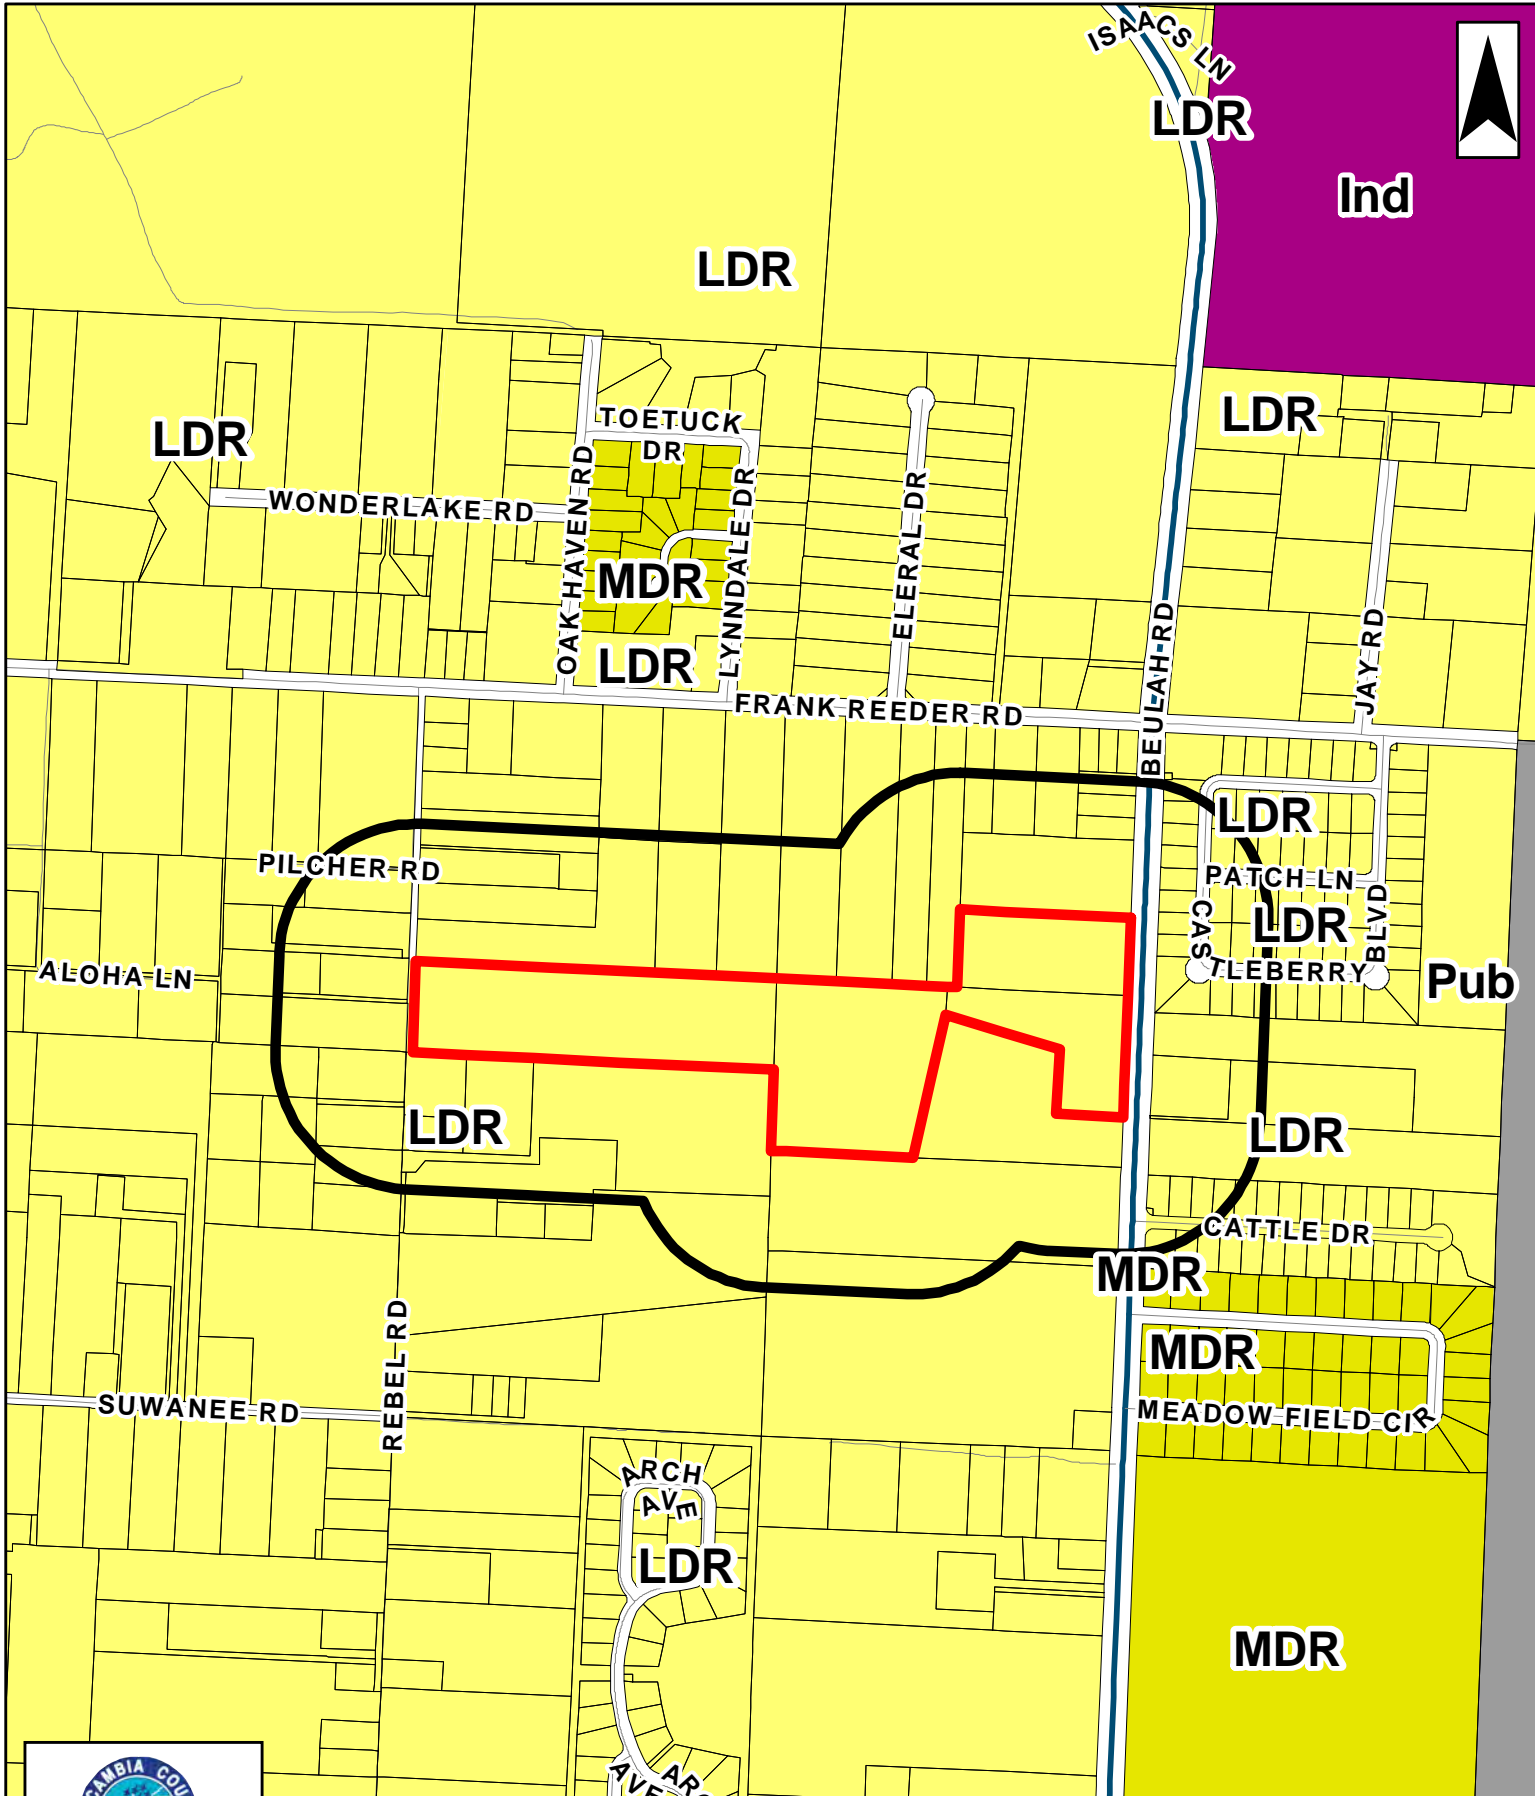 ISAACS LN
LDR
Ind
LDR
LDR
TOETUCK
DR
LDR
WONDERLAKE RD
OAK HAVEN RD
MDR
LYNNDALE DR
ELERAL DR
LDR
BEULAH RD
JAY RD
FRANK REEDER RD
LDR
PILCHER RD
PATCH LN
LDR
CASTLEBERRY BLVD
ALOHA LN
Pub
LDR
LDR
CATTLE DR
MDR
MDR
REBEL RD
SUWANEE RD
MEADOW FIELD CIR
ARCH
AVE
LDR
MDR
AVE